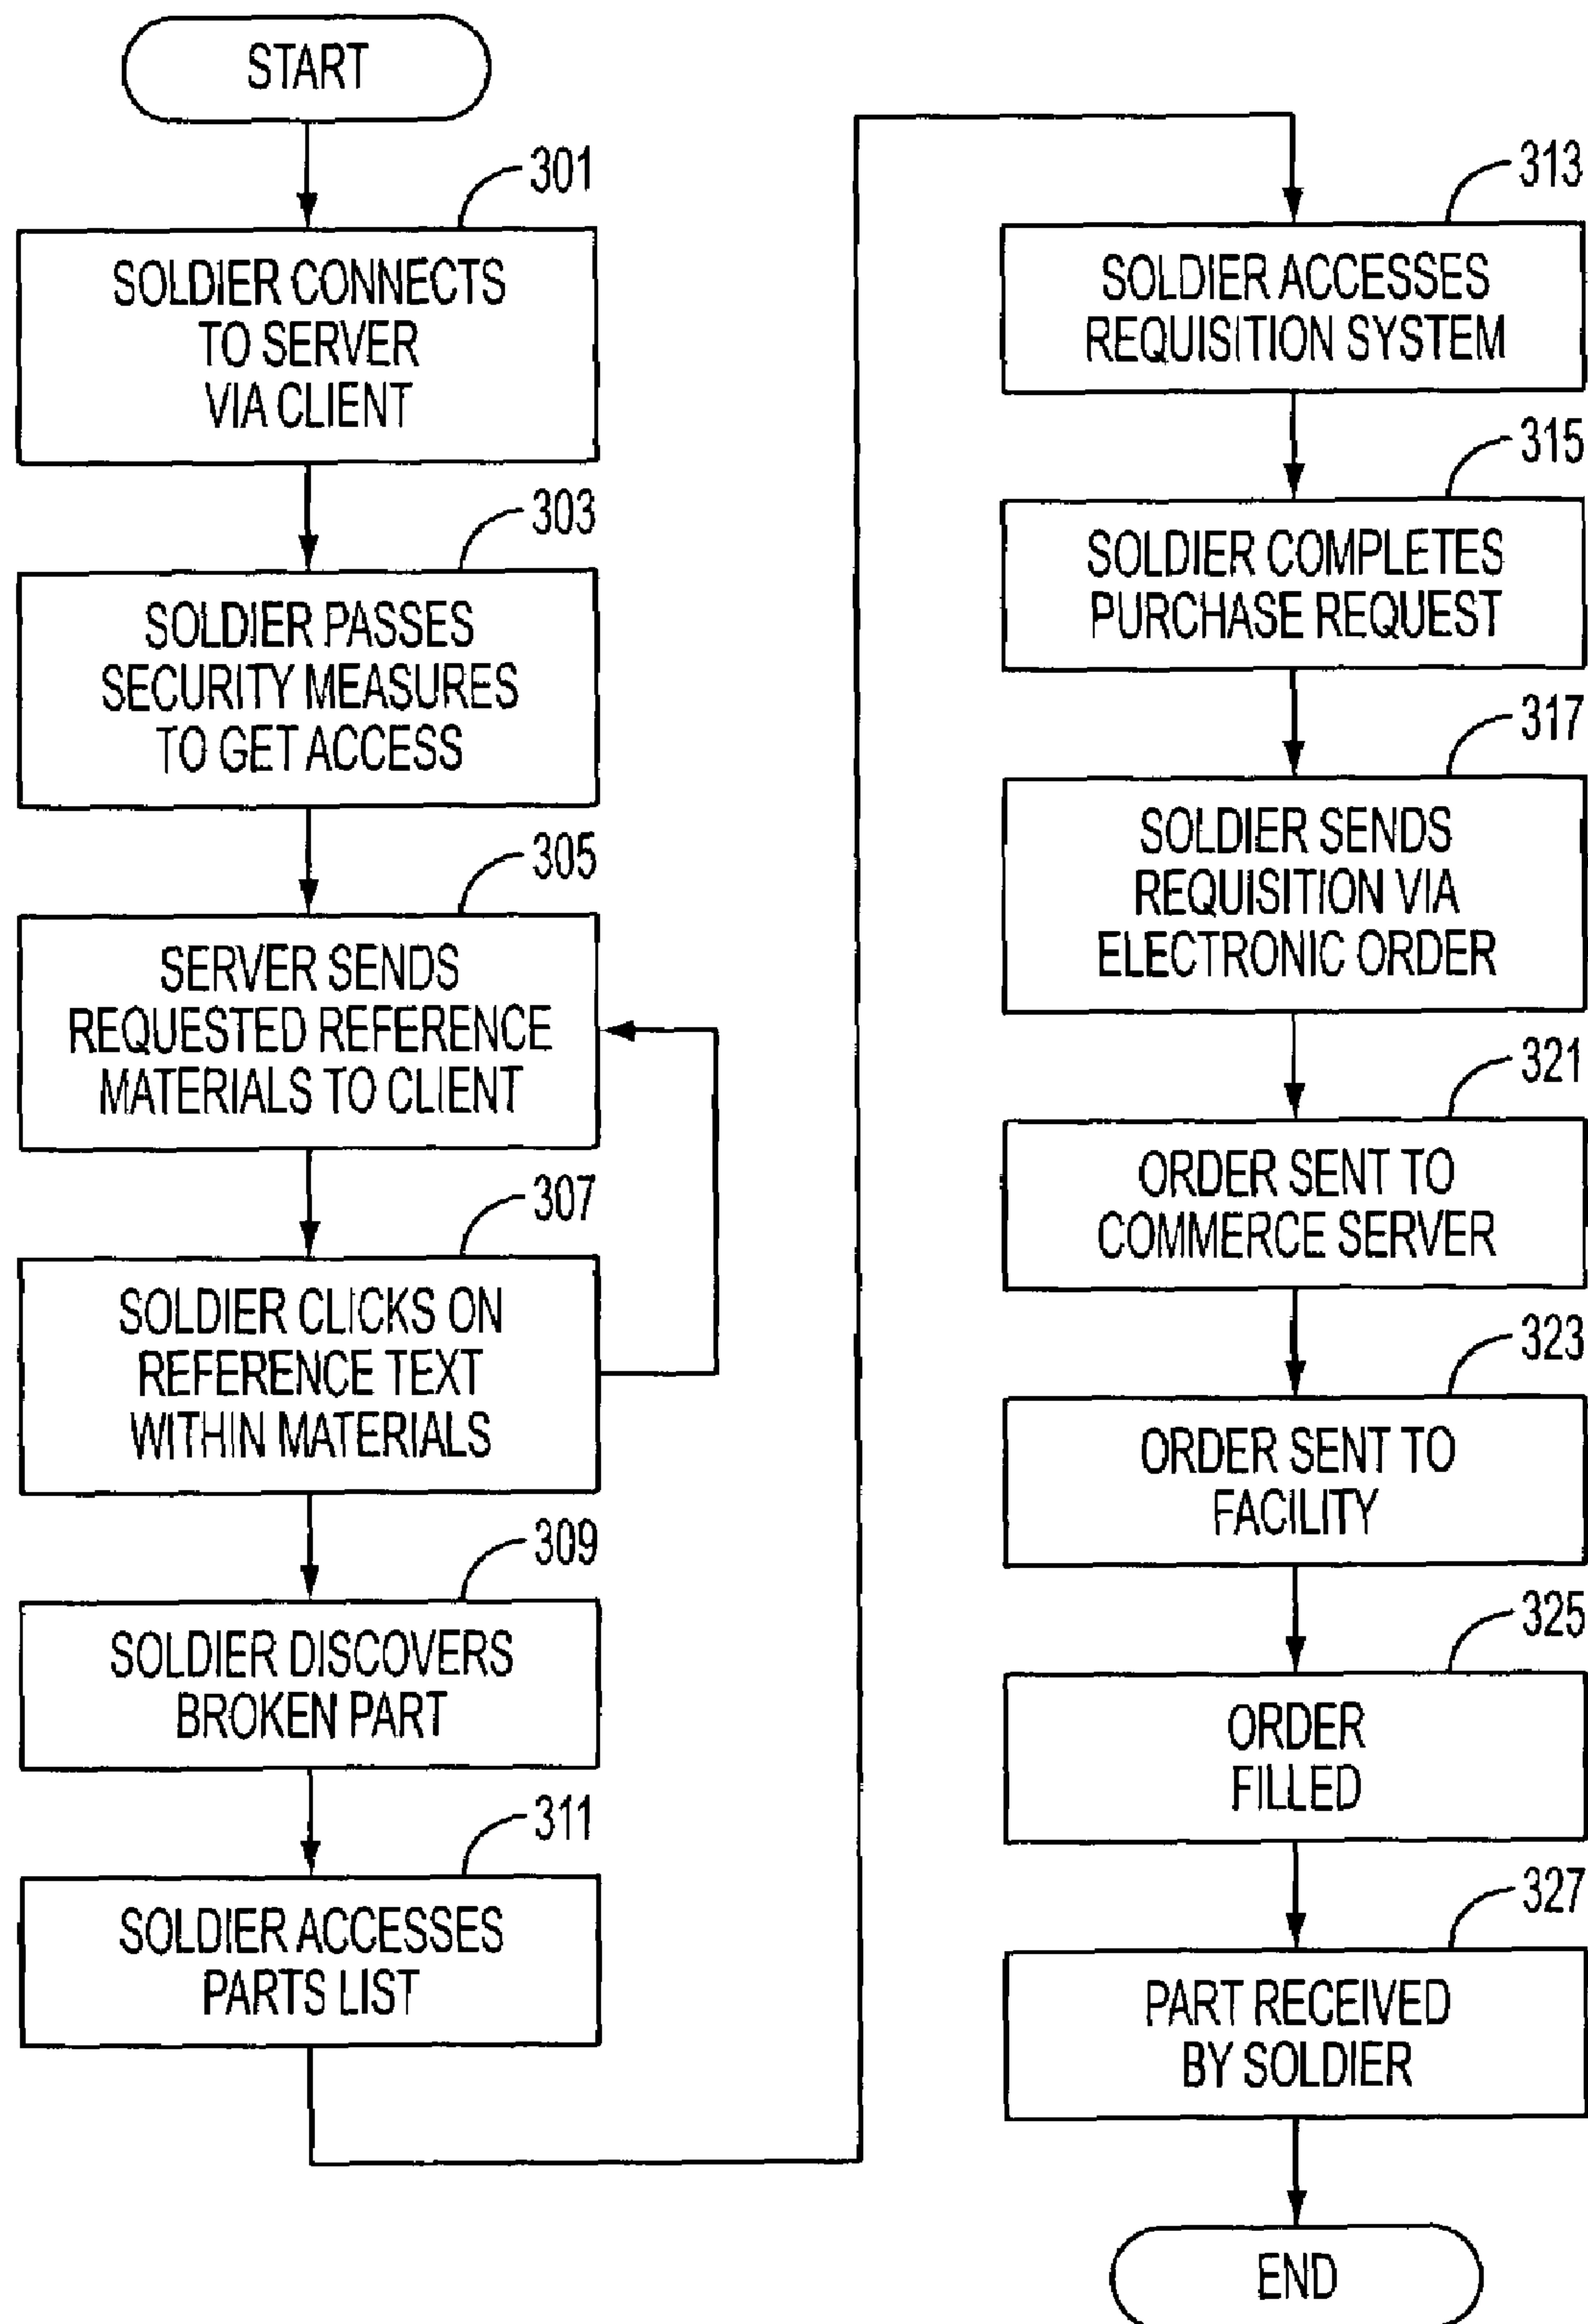 START
301
SOLDIER CONNECTS
TO SERVER
VIA CLIENT
303
SOLDIER PASSES
SECURITY MEASURES
TO GET ACCESS
305
SERVER SENDS
REQUESTED REFERENCE
MATERIALS TO CLIENT
307
SOLDIER CLICKS ON
REFERENCE TEXT
WITHIN MATERIALS
309
SOLDIER DISCOVERS
BROKEN PART
311
SOLDIER ACCESSES
PARTS LIST
313
SOLDIER ACCESSES
REQUISITION SYSTEM
315
SOLDIER COMPLETES
PURCHASE REQUEST
317
SOLDIER SENDS
REQUISITION VIA
ELECTRONIC ORDER
321
ORDER SENT TO
COMMERCE SERVER
323
ORDER SENT TO
FACILITY
325
ORDER
FILLED
327
PART RECEIVED
BY SOLDIER
END